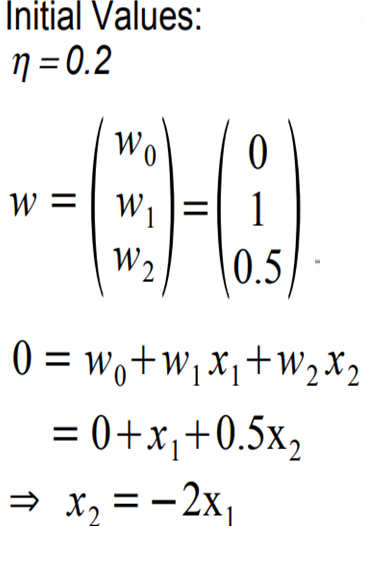 Initial Values:
η = 0.2
w = (w₀ w₁ w₂) = (0 1 0.5)
0 = w₀+w₁x₁+w₂x₂
= 0+x₁+0.5x₂
⇒ x₂ = −2x₁